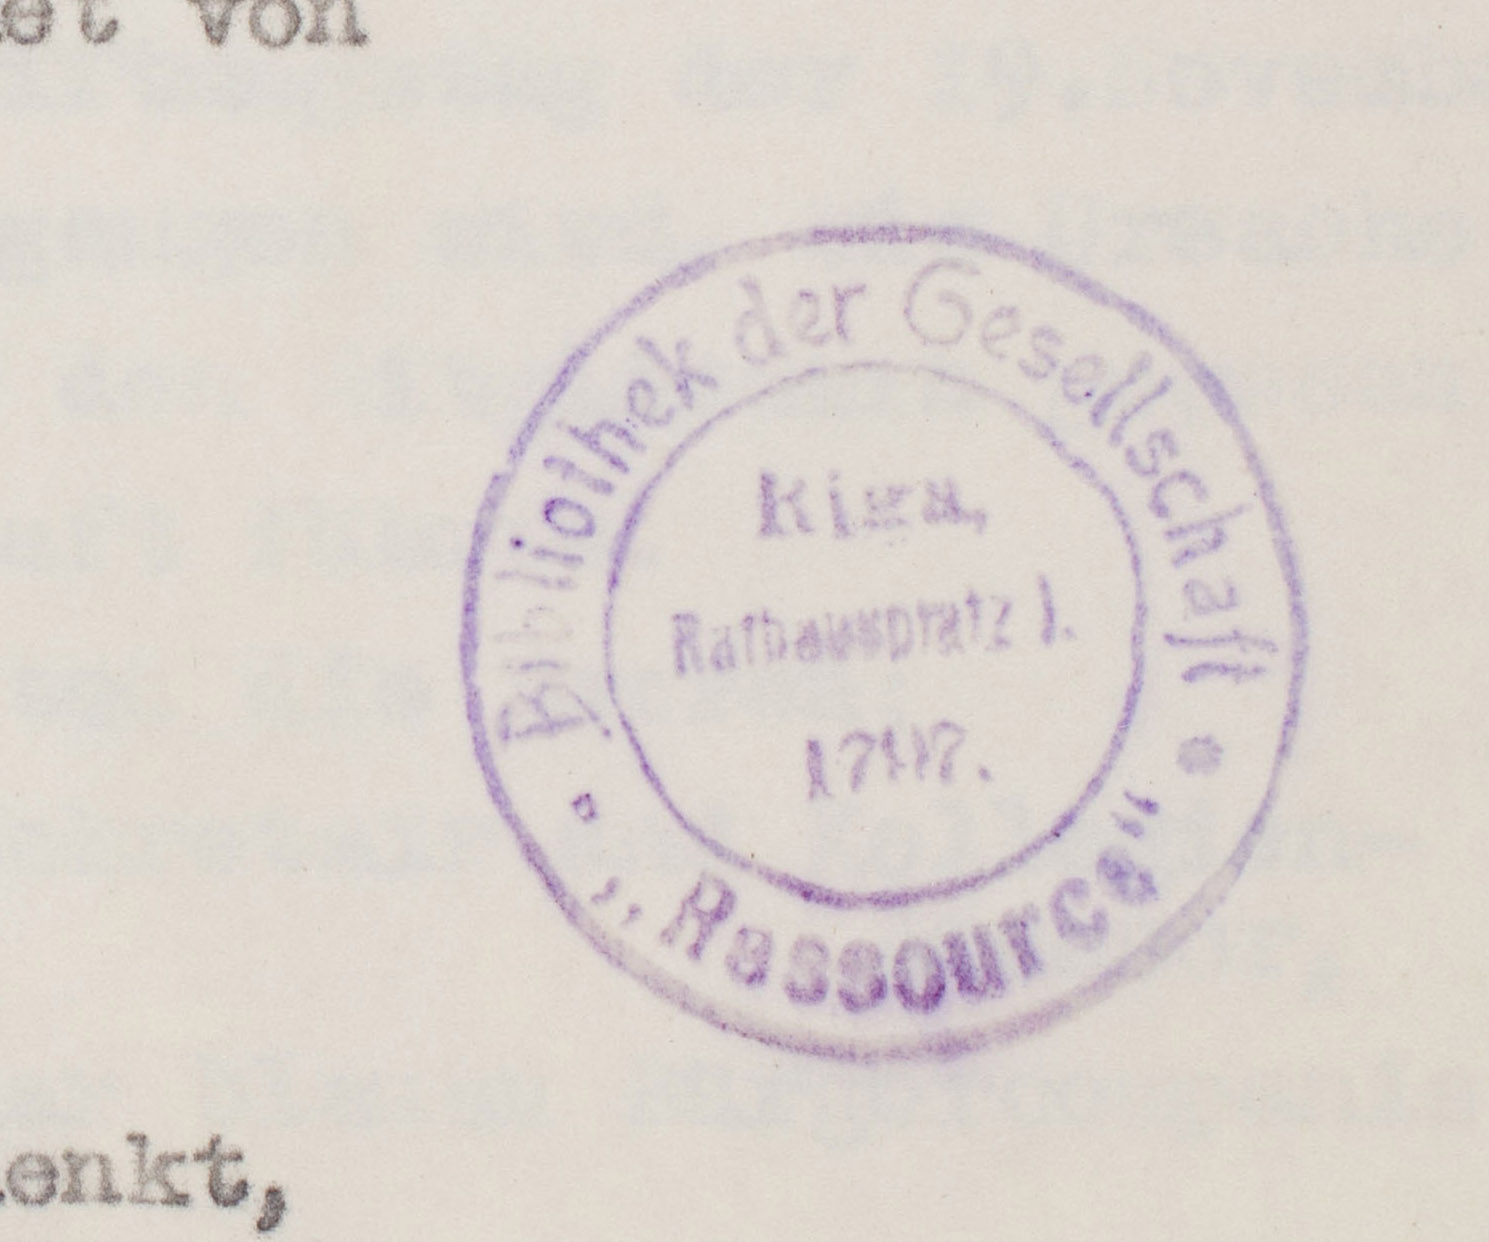 et von
Bibliothek der Gesellschaft
Riga,
Rathausplatz 1.
„Ressource"
enkt,